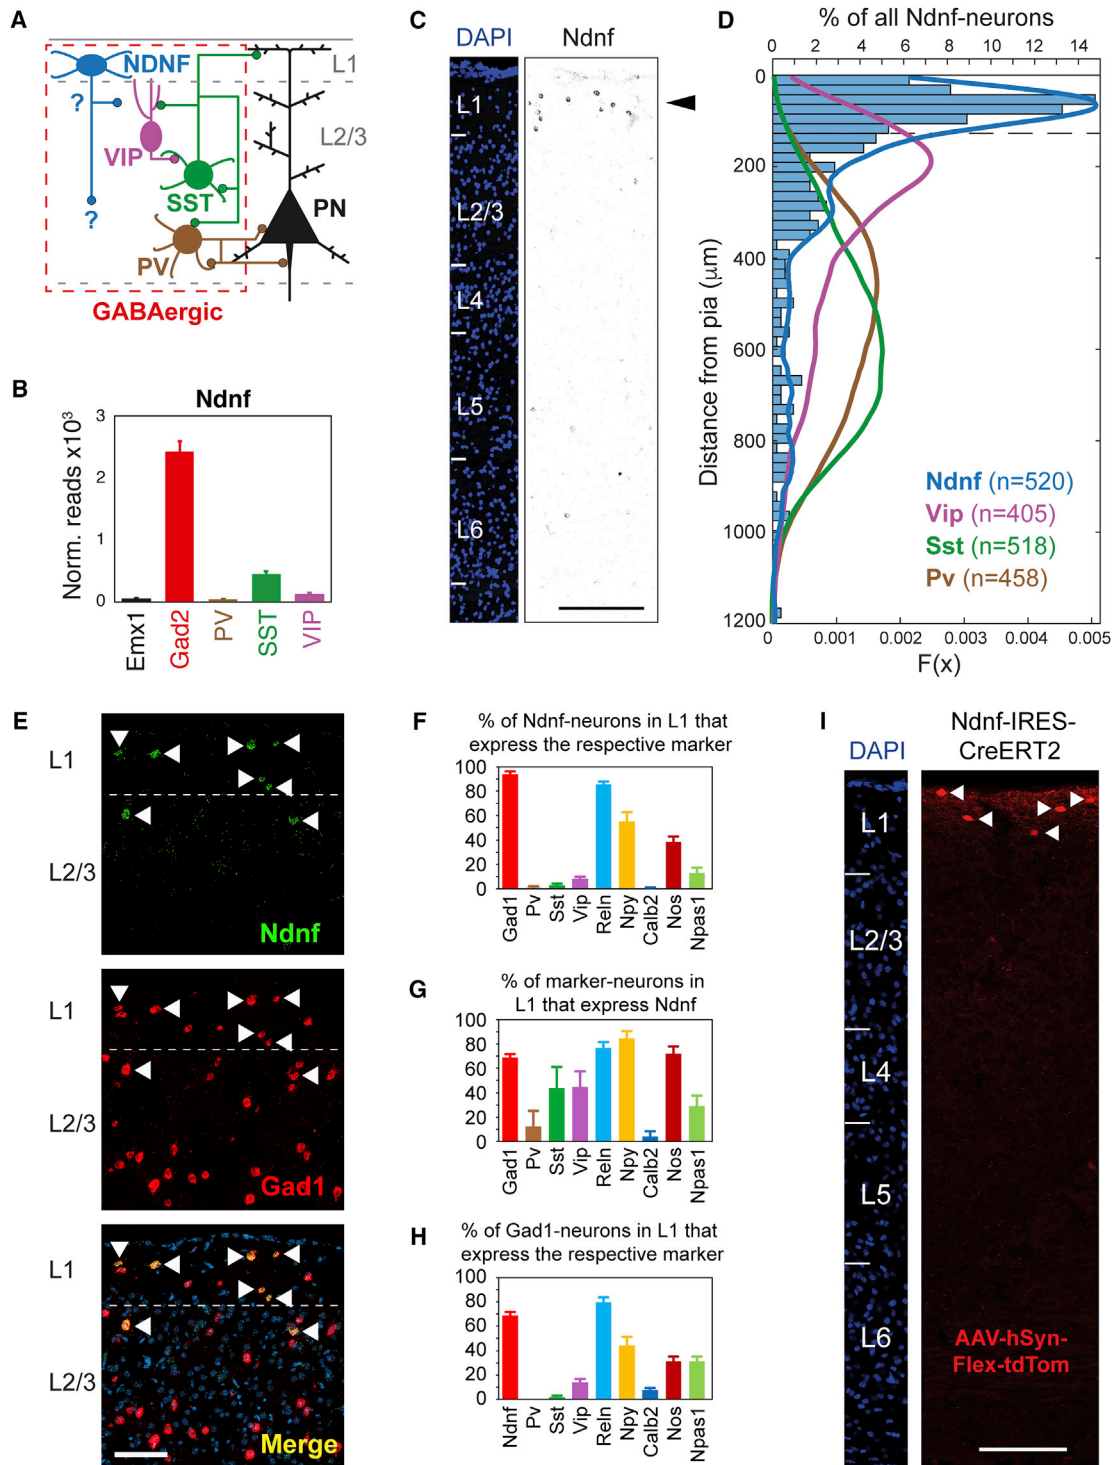 A
NDNF
L1
?
L2/3
VIP
SST
PN
?
PV
GABAergic
B
Ndnf
Norm. reads x10³
3
2
1
0
Emx1
Gad2
PV
SST
VIP
C
DAPI
Ndnf
L1
L2/3
L4
L5
L6
D
% of all Ndnf-neurons
0 2 4 6 8 10 12 14
Distance from pia (µm)
0
200
400
600
800
1000
1200
Ndnf (n=520)
Vip (n=405)
Sst (n=518)
Pv (n=458)
0 0.001 0.002 0.003 0.004 0.005
F(x)
E
L1
L2/3
Ndnf
L1
L2/3
Gad1
L1
L2/3
Merge
F
% of Ndnf-neurons in L1 that
express the respective marker
100
80
60
40
20
0
Gad1
Pv
Sst
Vip
Reln
Npy
Calb2
Nos
Npas1
G
% of marker-neurons in
L1 that express Ndnf
100
80
60
40
20
0
Gad1
Pv
Sst
Vip
Reln
Npy
Calb2
Nos
Npas1
H
% of Gad1-neurons in L1 that
express the respective marker
100
80
60
40
20
0
Ndnf
Pv
Sst
Vip
Reln
Npy
Calb2
Nos
Npas1
I
DAPI
Ndnf-IRES-
CreERT2
L1
L2/3
L4
L5
L6
AAV-hSyn-
Flex-tdTom